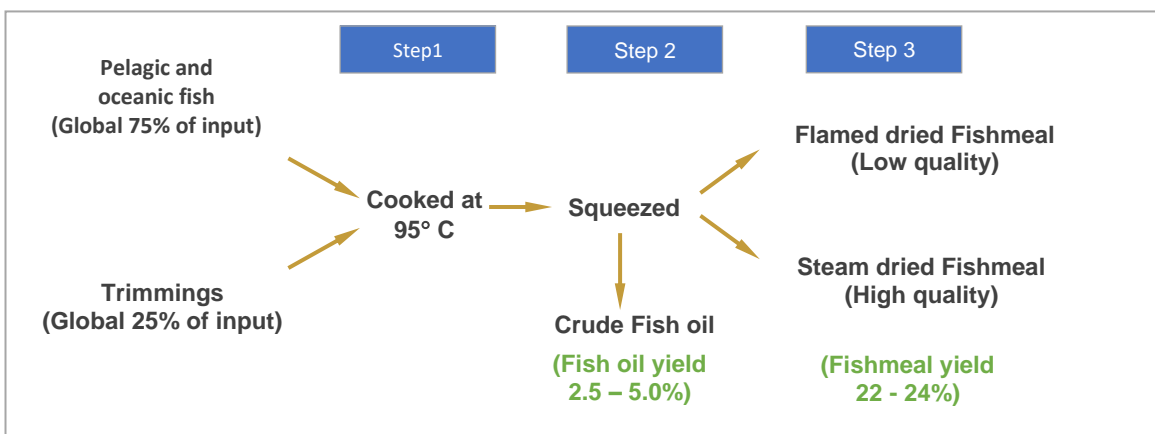 Step1
Step 2
Step 3
Pelagic and
oceanic fish
(Global 75% of input)
Trimmings
(Global 25% of input)
Cooked at
95° C
Squeezed
Crude Fish oil
(Fish oil yield
2.5 – 5.0%)
Flamed dried Fishmeal
(Low quality)
Steam dried Fishmeal
(High quality)
(Fishmeal yield
22 - 24%)